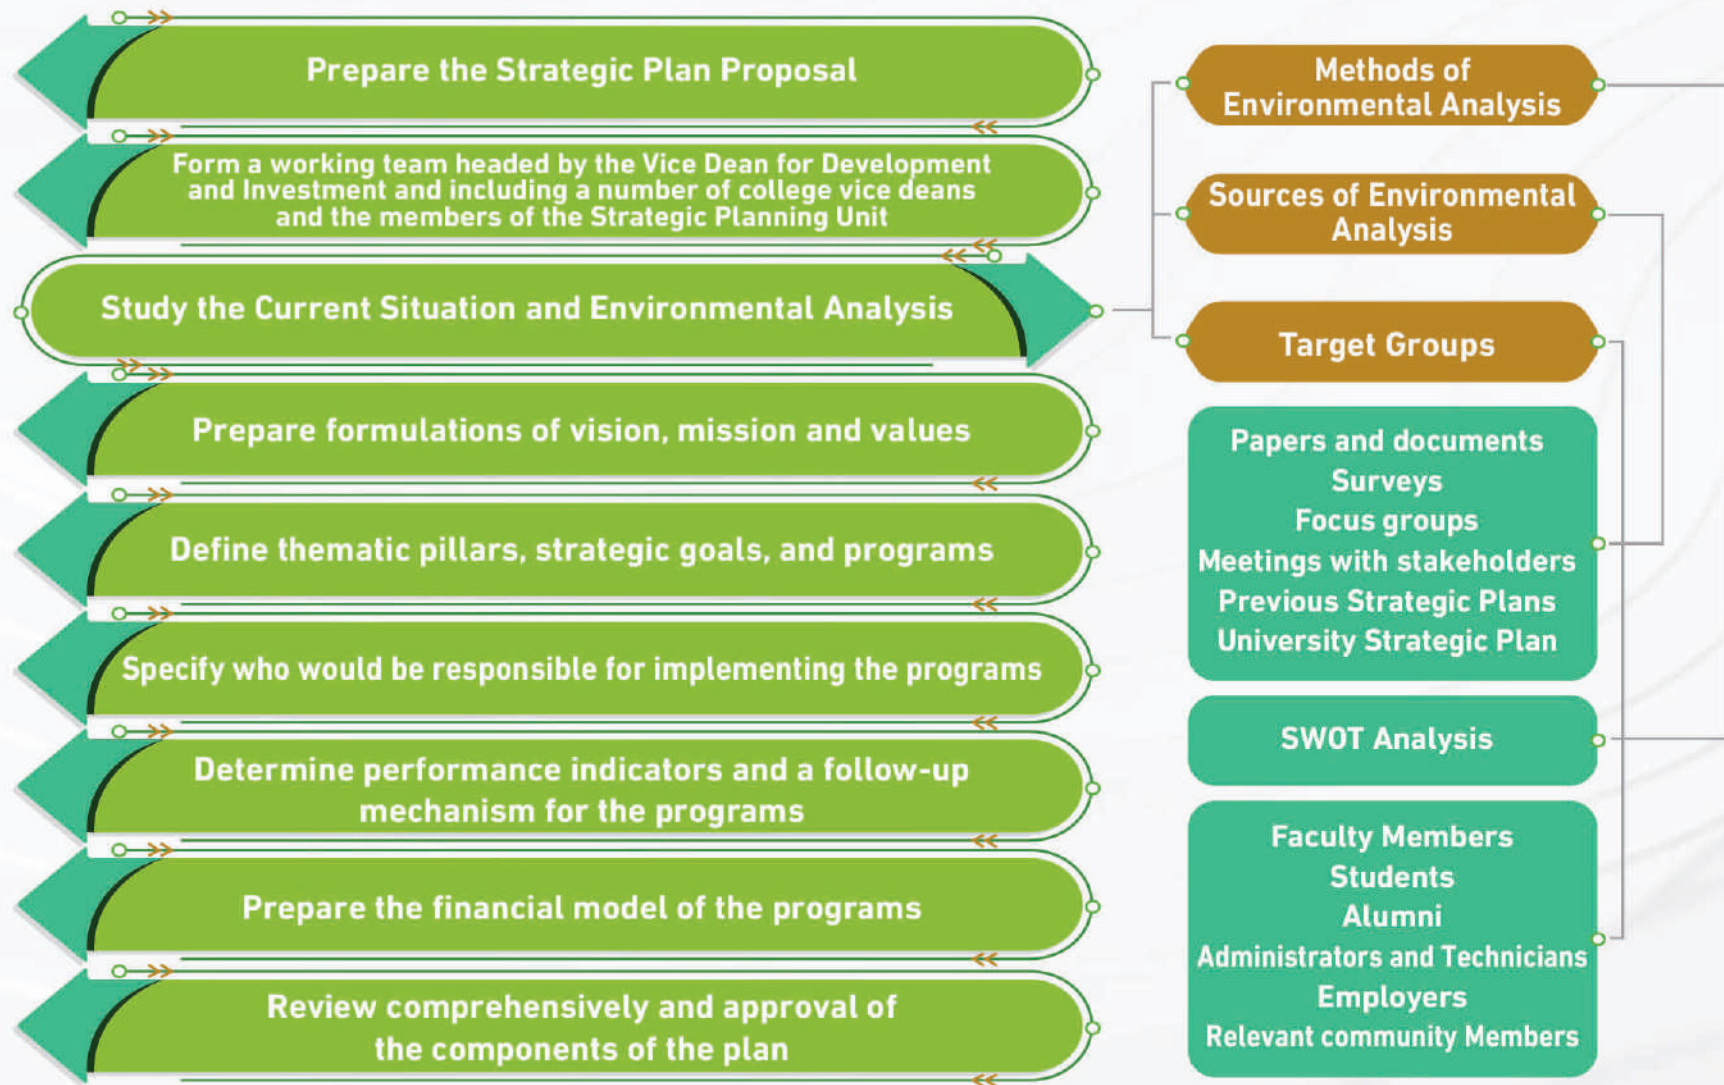 Prepare the Strategic Plan Proposal
Form a working team headed by the Vice Dean for Development
and Investment and including a number of college vice deans
and the members of the Strategic Planning Unit
Study the Current Situation and Environmental Analysis
Prepare formulations of vision, mission and values
Define thematic pillars, strategic goals, and programs
Specify who would be responsible for implementing the programs
Determine performance indicators and a follow-up
mechanism for the programs
Prepare the financial model of the programs
Review comprehensively and approval of
the components of the plan
Methods of
Environmental Analysis
Sources of Environmental
Analysis
Target Groups
Papers and documents
Surveys
Focus groups
Meetings with stakeholders
Previous Strategic Plans
University Strategic Plan
SWOT Analysis
Faculty Members
Students
Alumni
Administrators and Technicians
Employers
Relevant community Members